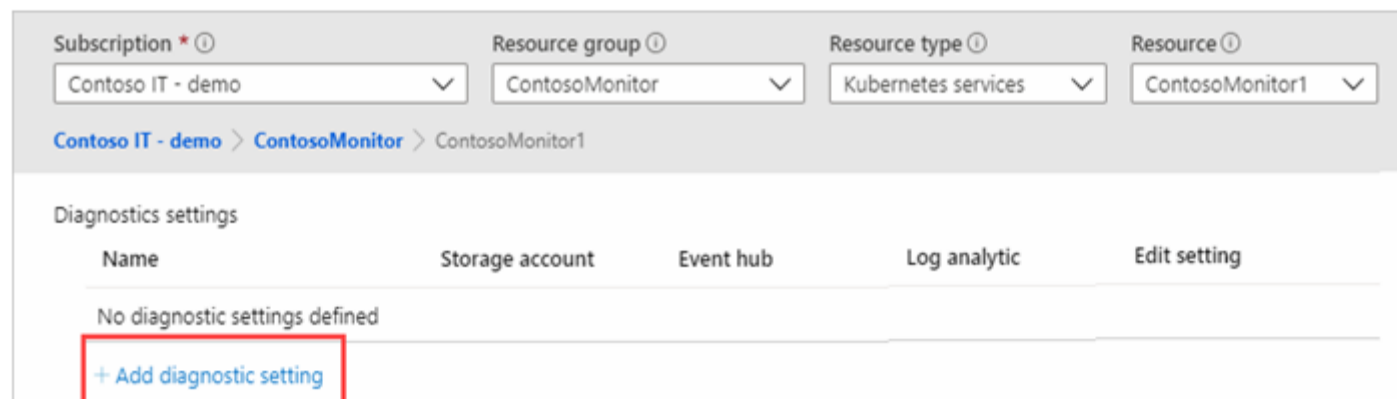 Subscription * ⓘ Resource group ⓘ Resource type ⓘ Resource ⓘ
Contoso IT - demo ContosoMonitor Kubernetes services ContosoMonitor1
Contoso IT - demo > ContosoMonitor > ContosoMonitor1
Diagnostics settings
Name Storage account Event hub Log analytic Edit setting
No diagnostic settings defined
+ Add diagnostic setting